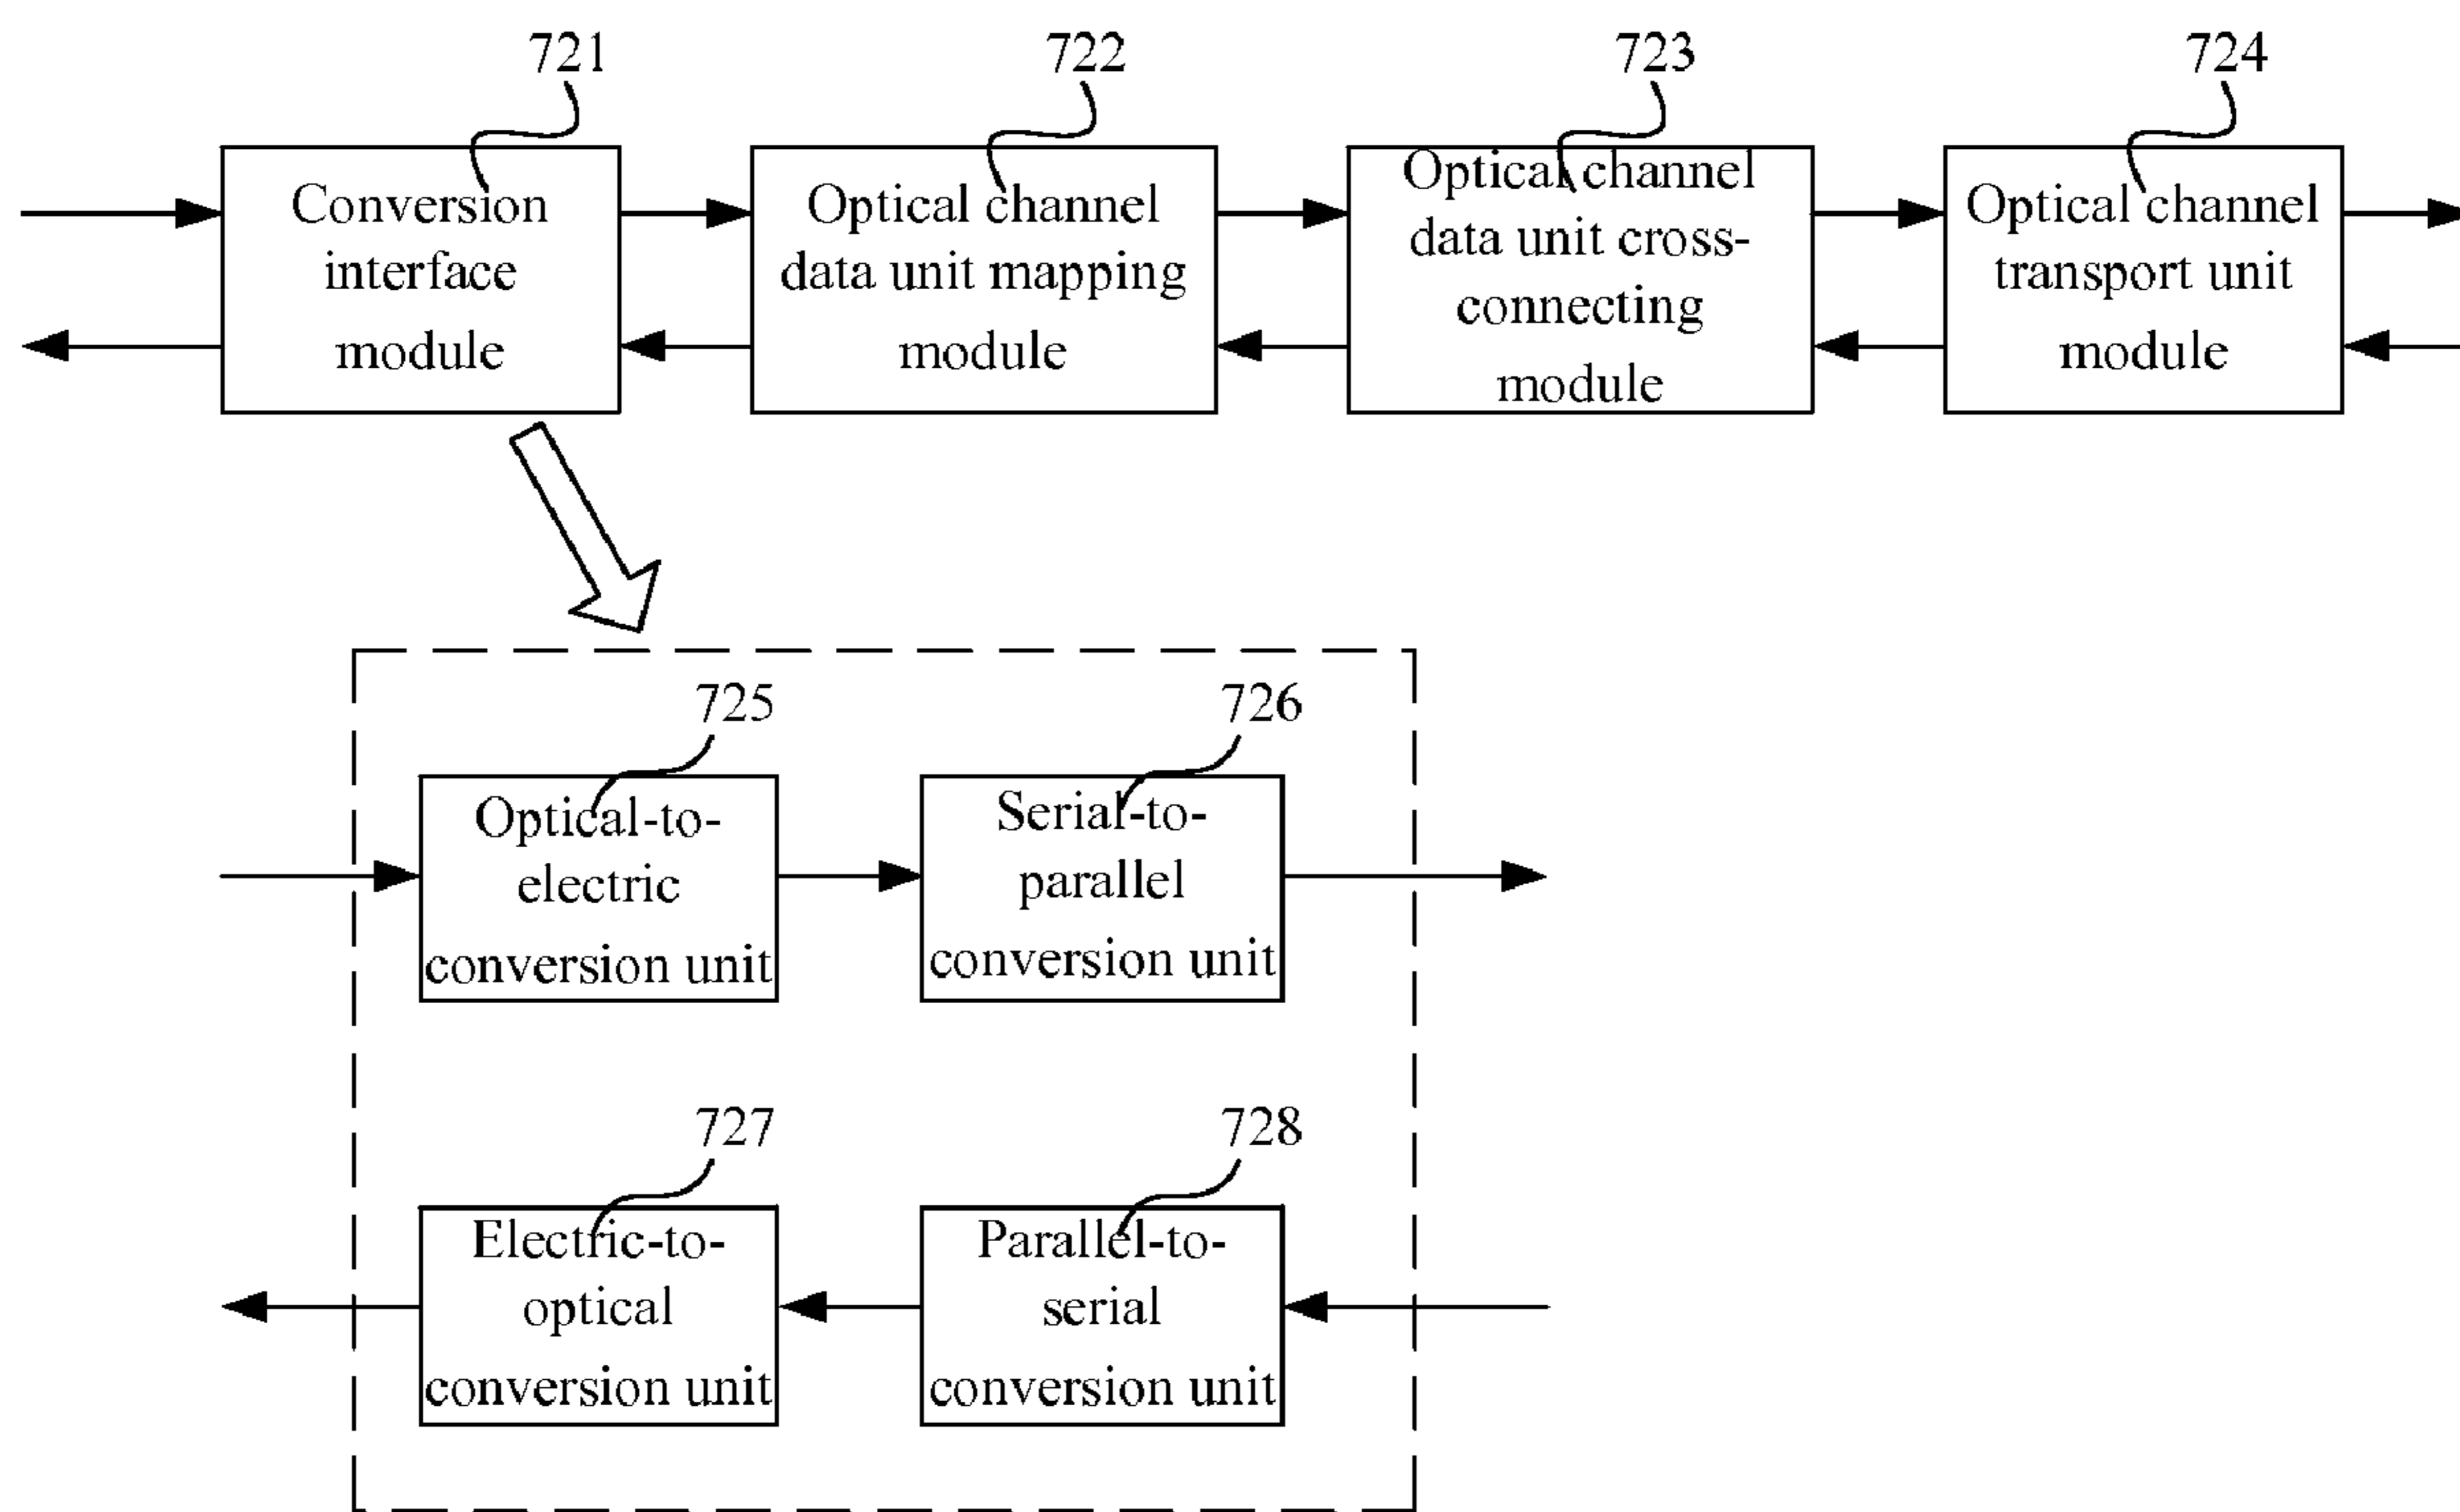 721
722
723
724
Conversion
interface
module
Optical channel
data unit mapping
module
Optical channel
data unit cross-
connecting
module
Optical channel
transport unit
module
725
726
Optical-to-
electric
conversion unit
Serial-to-
parallel
conversion unit
727
728
Electric-to-
optical
conversion unit
Parallel-to-
serial
conversion unit